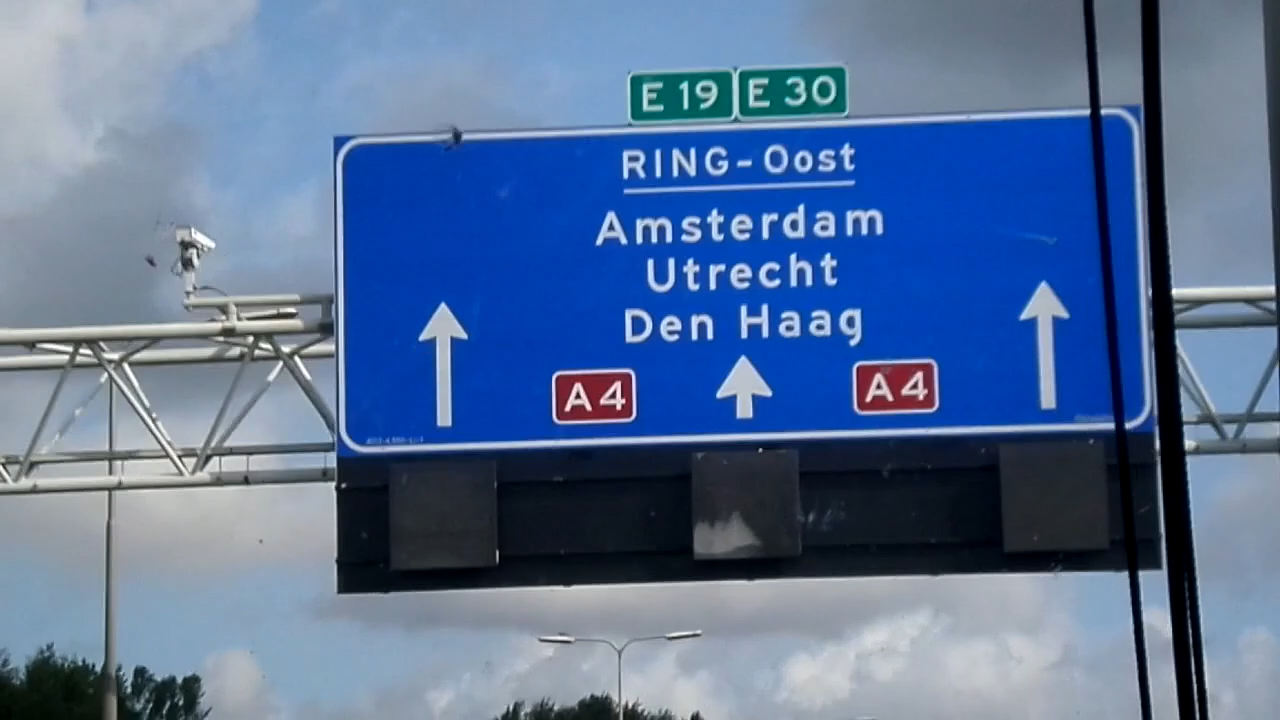 E 19 E 30
RING-Oost
Amsterdam
Utrecht
Den Haag
A4 A4